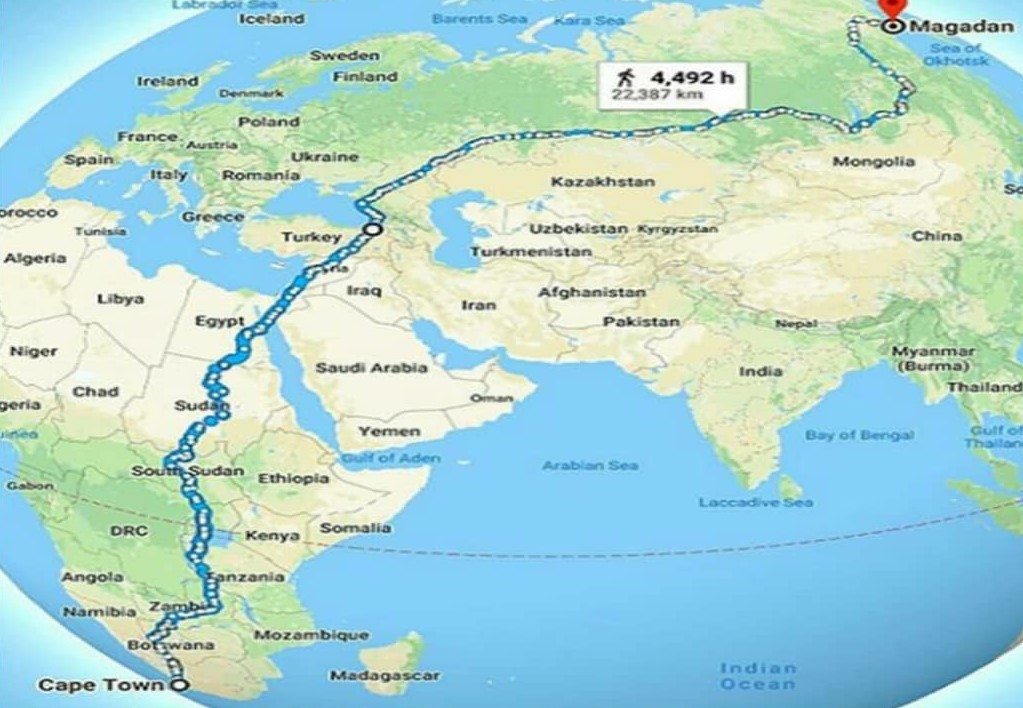 Labrador Sea
Iceland
Barents Sea
Kara Sea
Magadan
Sea of
Okhotsk
Sweden
Finland
Ireland
Denmark
4,492 h
22,387 km
Poland
France
Austria
Ukraine
Spain
Italy
Romania
Mongolia
Kazakhstan
orocco
Greece
Tunisia
Turkey
Uzbekistan
Kyrgyzstan
China
Turkmenistan
Algeria
Libya
Iraq
Iran
Afghanistan
Egypt
Pakistan
Nepal
Niger
Saudi Arabia
India
Myanmar
(Burma)
Chad
Oman
Thailand
geria
Sudan
Yemen
Bay of Bengal
Gulf of
Thailand
Gulf of Aden
South Sudan
Ethiopia
Arabian Sea
Gabon
Laccadive Sea
DRC
Kenya
Somalia
Angola
Tanzania
Namibia
Zambi
Botswana
Mozambique
Madagascar
Indian
Ocean
Cape Town